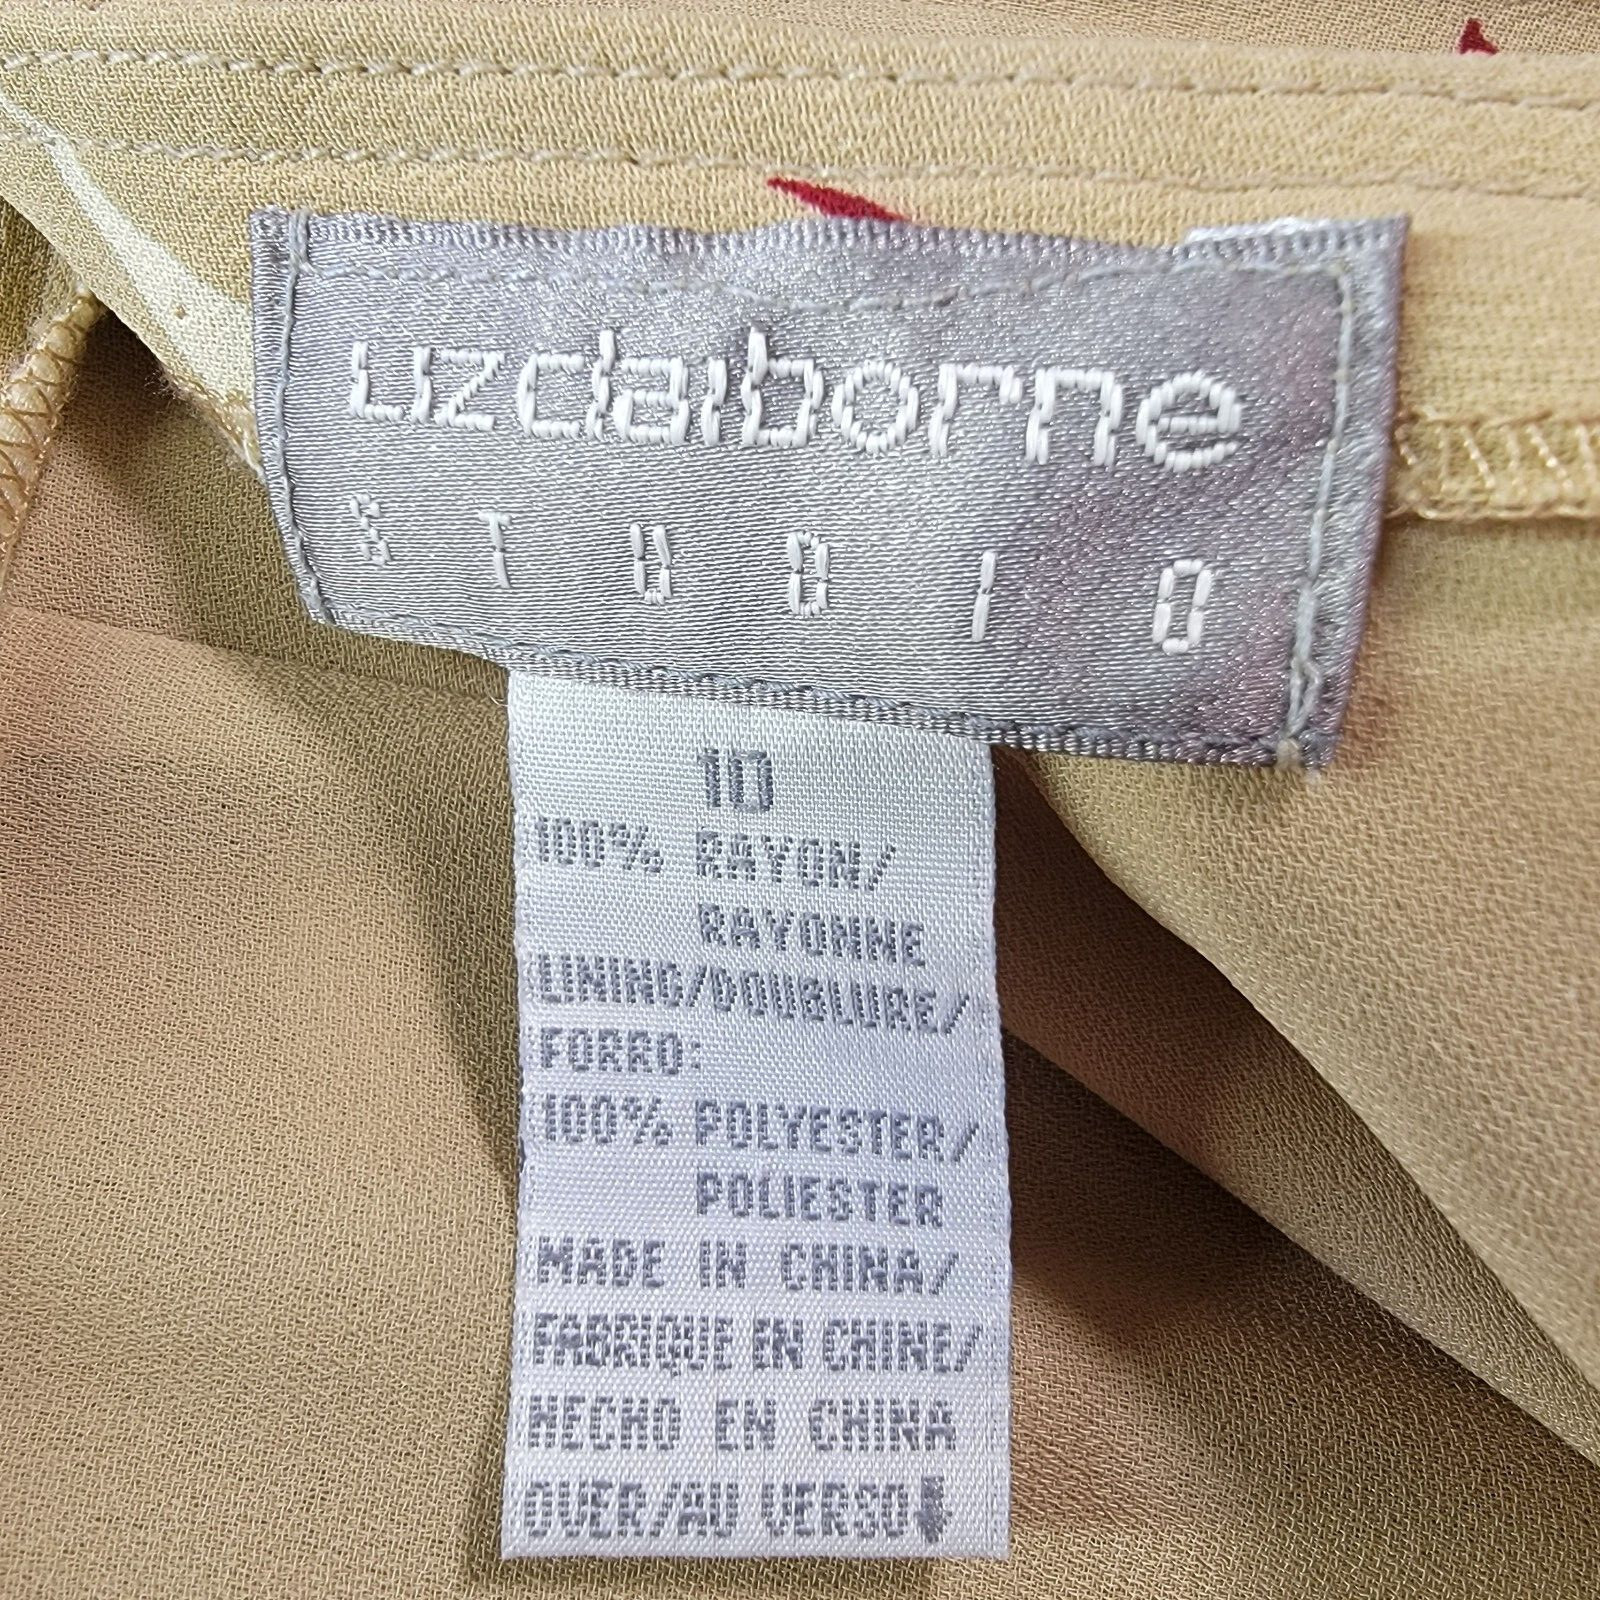 Lizclaiborne
STUDIO
10
100% RAYON/
RAYONNE
LINING/DOUBLURE/
FORRO:
100% POLYESTER/
POLIESTER
MADE IN CHINA/
FABRIQUE EN CHINE/
HECHO EN CHINA
OVER/AU VERSO